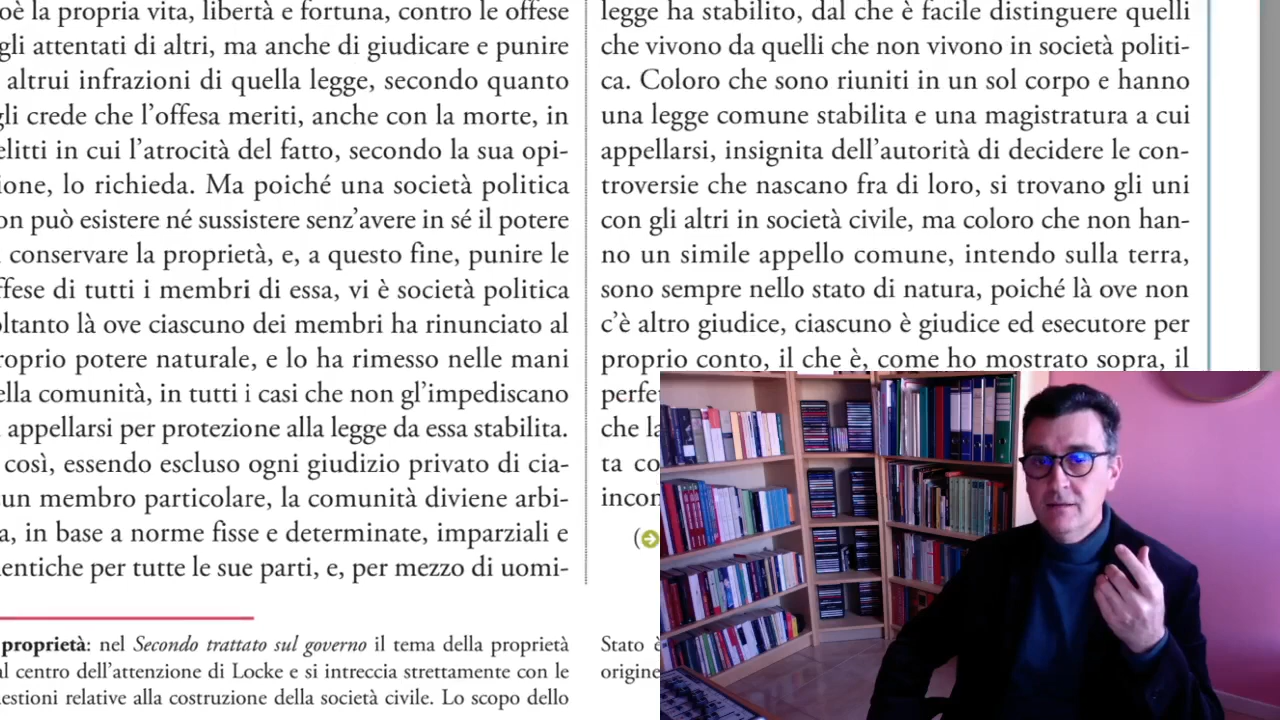 oè la propria vita, libertà e fortuna, contro le offese
gli attentati di altri, ma anche di giudicare e punire
altrui infrazioni di quella legge, secondo quanto
gli crede che l'offesa meriti, anche con la morte, in
elitti in cui l'atrocità del fatto, secondo la sua opi-
ione, lo richieda. Ma poiché una società politica
on può esistere né sussistere senz'avere in sé il potere
conservare la proprietà, e, a questo fine, punire le
ffese di tutti i membri di essa, vi è società politica
oltanto là ove ciascuno dei membri ha rinunciato al
roprio potere naturale, e lo ha rimesso nelle mani
ella comunità, in tutti i casi che non gl'impediscano
appellarsi per protezione alla legge da essa stabilita.
così, essendo escluso ogni giudizio privato di cia-
un membro particolare, la comunità diviene arbi-
a, in base a norme fisse e determinate, imparziali e
dentiche per tutte le sue parti, e, per mezzo di uomi-
proprietà: nel Secondo trattato sul governo il tema della proprietà
al centro dell'attenzione di Locke e si intreccia strettamente con le
uestioni relative alla costruzione della società civile. Lo scopo dello
legge ha stabilito, dal che è facile distinguere quelli
che vivono da quelli che non vivono in società politi-
ca. Coloro che sono riuniti in un sol corpo e hanno
una legge comune stabilita e una magistratura a cui
appellarsi, insignita dell'autorità di decidere le con-
troversie che nascano fra di loro, si trovano gli uni
con gli altri in società civile, ma coloro che non han-
no un simile appello comune, intendo sulla terra,
sono sempre nello stato di natura, poiché là ove non
c'è altro giudice, ciascuno è giudice ed esecutore per
proprio conto, il che è, come ho mostrato sopra, il
perfe
che la
ta co
incon
(
Stato è
origine